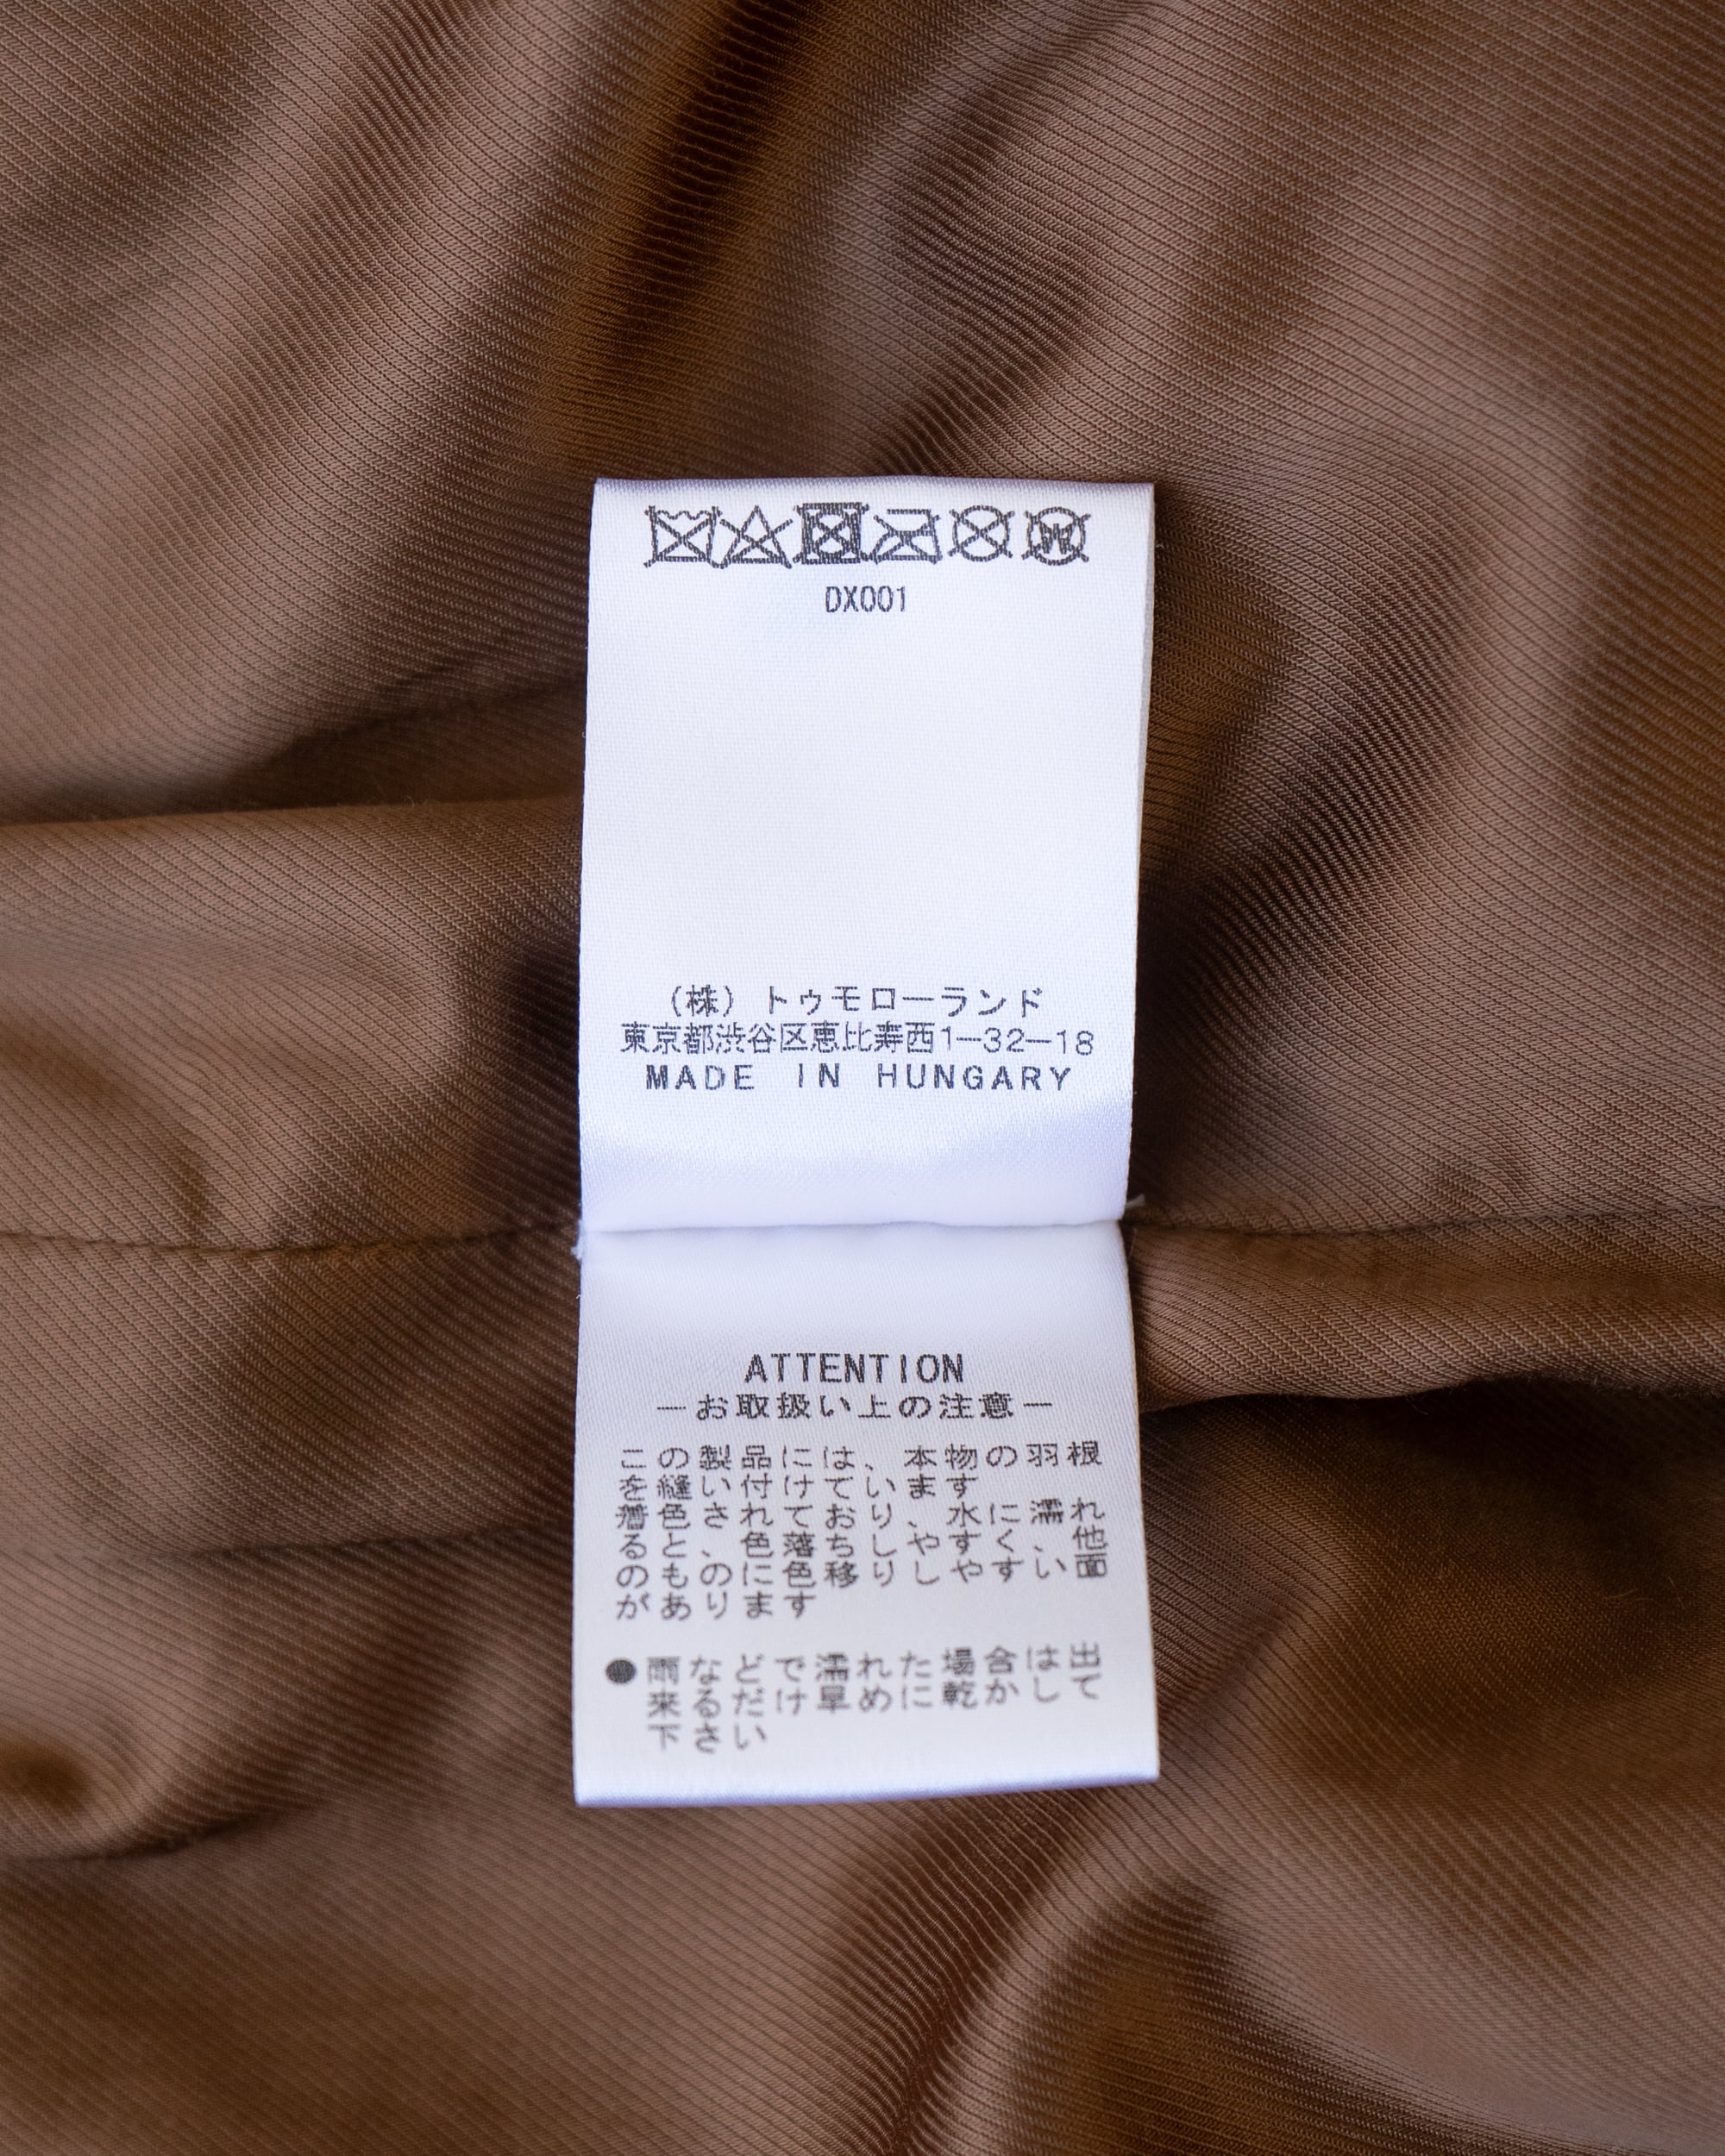 DX001
(株) トゥモローランド
東京都渋谷区恵比寿西1−32−18
MADE IN HUNGARY
ATTENTION
−お取扱い上の注意−
この製品には、本物の羽根
を縫い付けています
着色されており、水に濡れ
ると、色落ちしやすく、他
のものに色移りしやすい面
があります
●雨などで濡れた場合は出
来るだけ早めに乾かして
下さい